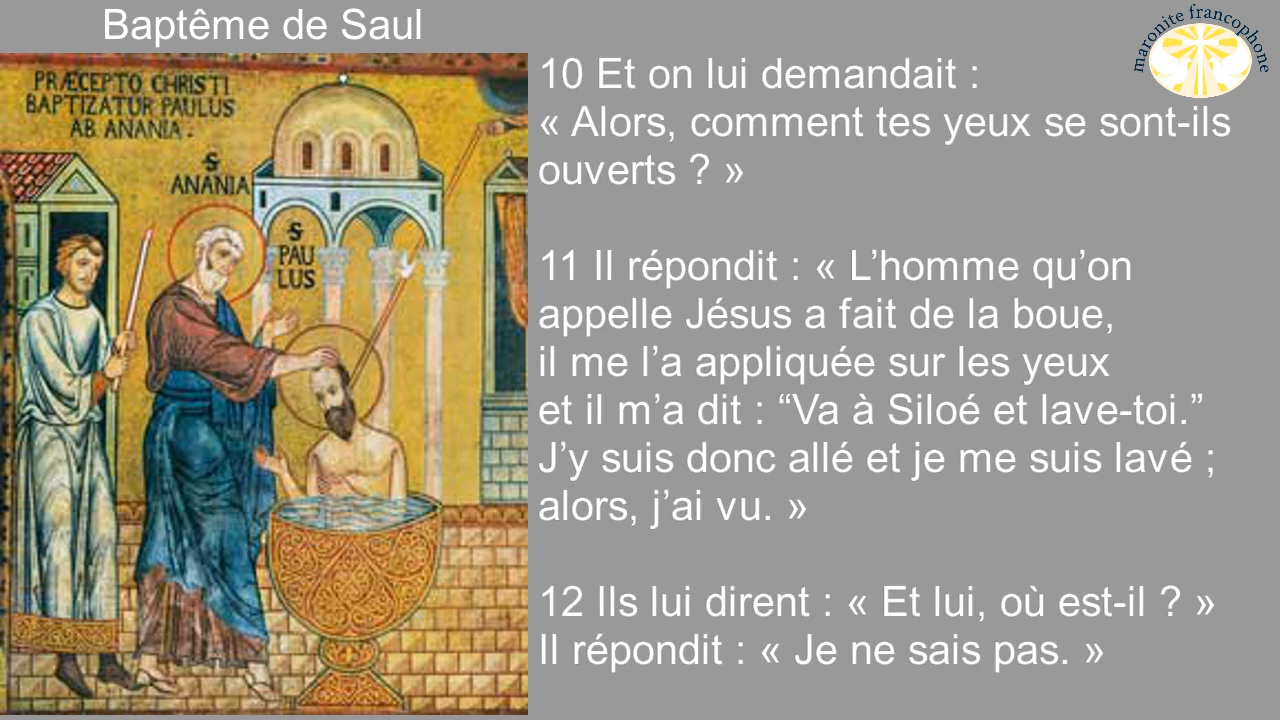 Baptême de Saul
PRÆCEPTO CHRISTI
BAPTIZATUR PAULUS
AB ANANIA .
S
ANANIA
S
PAU
LUS
maronite francophone
10 Et on lui demandait :
« Alors, comment tes yeux se sont-ils
ouverts ? »
11 Il répondit : « L’homme qu’on
appelle Jésus a fait de la boue,
il me l’a appliquée sur les yeux
et il m’a dit : “Va à Siloé et lave-toi.”
J’y suis donc allé et je me suis lavé ;
alors, j’ai vu. »
12 Ils lui dirent : « Et lui, où est-il ? »
Il répondit : « Je ne sais pas. »